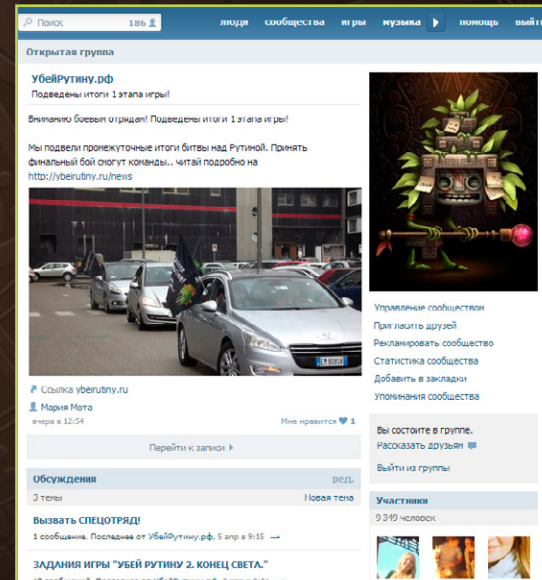 Поиск 186
люди сообщества игры музыка помощь
Открытая группа
УбейРутину.рф
Подведены итоги 1 этапа игры!
Вниманию боевым отрядам! Подведены итоги 1 этапа игры!
Мы подвели промежуточные итоги битвы над Рутиной. Принять
финальный бой смогут команды.. читай подробно на
http://ybeirutiny.ru/news
Ссылка ybeirutiny.ru
Мария Мота
вчера в 12:54 Мне нравится 1
Перейти к записи
Обсуждения ред.
3 темы Новая тема
Вызвать СПЕЦОТРЯД!
1 сообщение. Последнее от УбейРутину.рф, 5 апр в 9:15 →
ЗАДАНИЯ ИГРЫ "УБЕЙ РУТИНУ 2. КОНЕЦ СВЕТА."
Управление сообществом
Пригласить друзей
Рекламировать сообщество
Статистика сообщества
Добавить в закладки
Упоминания сообщества
Вы состоите в группе.
Рассказать друзьям
Выйти из группы
Участники
9 349 человек